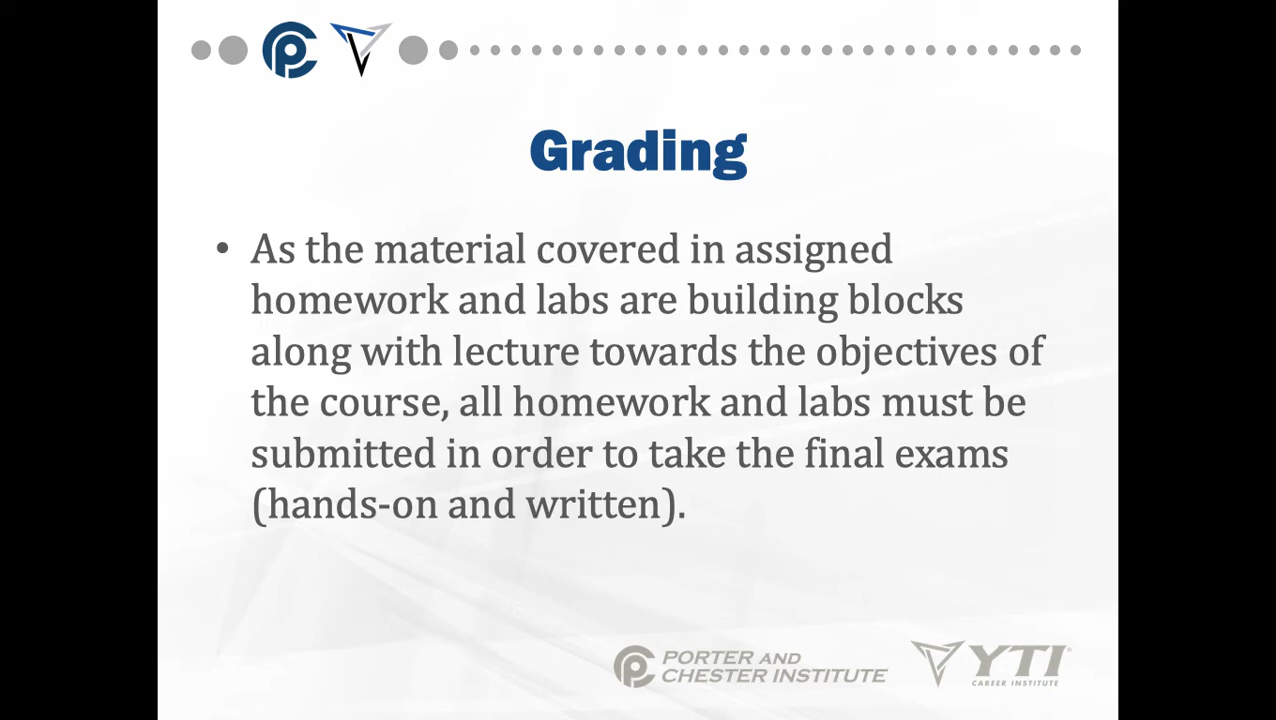 Grading
• As the material covered in assigned
homework and labs are building blocks
along with lecture towards the objectives of
the course, all homework and labs must be
submitted in order to take the final exams
(hands-on and written).
PORTER AND
CHESTER INSTITUTE
YTI
CAREER INSTITUTE